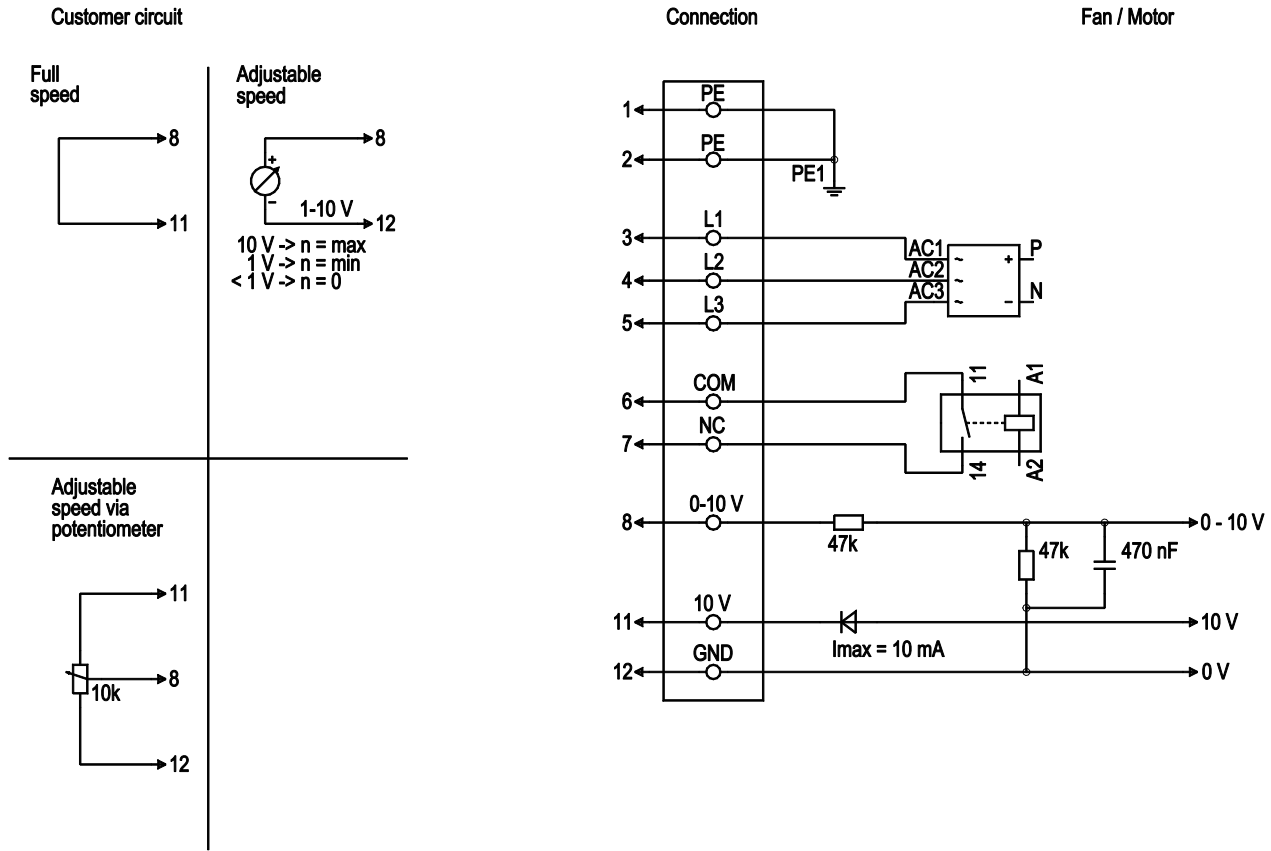 Customer circuit
Connection
Fan / Motor
Full
speed
8
11
Adjustable
speed
8
+
–
1-10 V
12
10 V -> n = max
1 V -> n = min
< 1 V -> n = 0
Adjustable
speed via
potentiometer
11
8
10k
12
1
PE
2
PE
PE1
3
L1
4
L2
5
L3
AC1
AC2
AC3
~
~
~
+
–
P
N
6
COM
7
NC
11
14
A1
A2
8
0-10 V
47k
47k
470 nF
0 - 10 V
11
10 V
Imax = 10 mA
10 V
12
GND
0 V